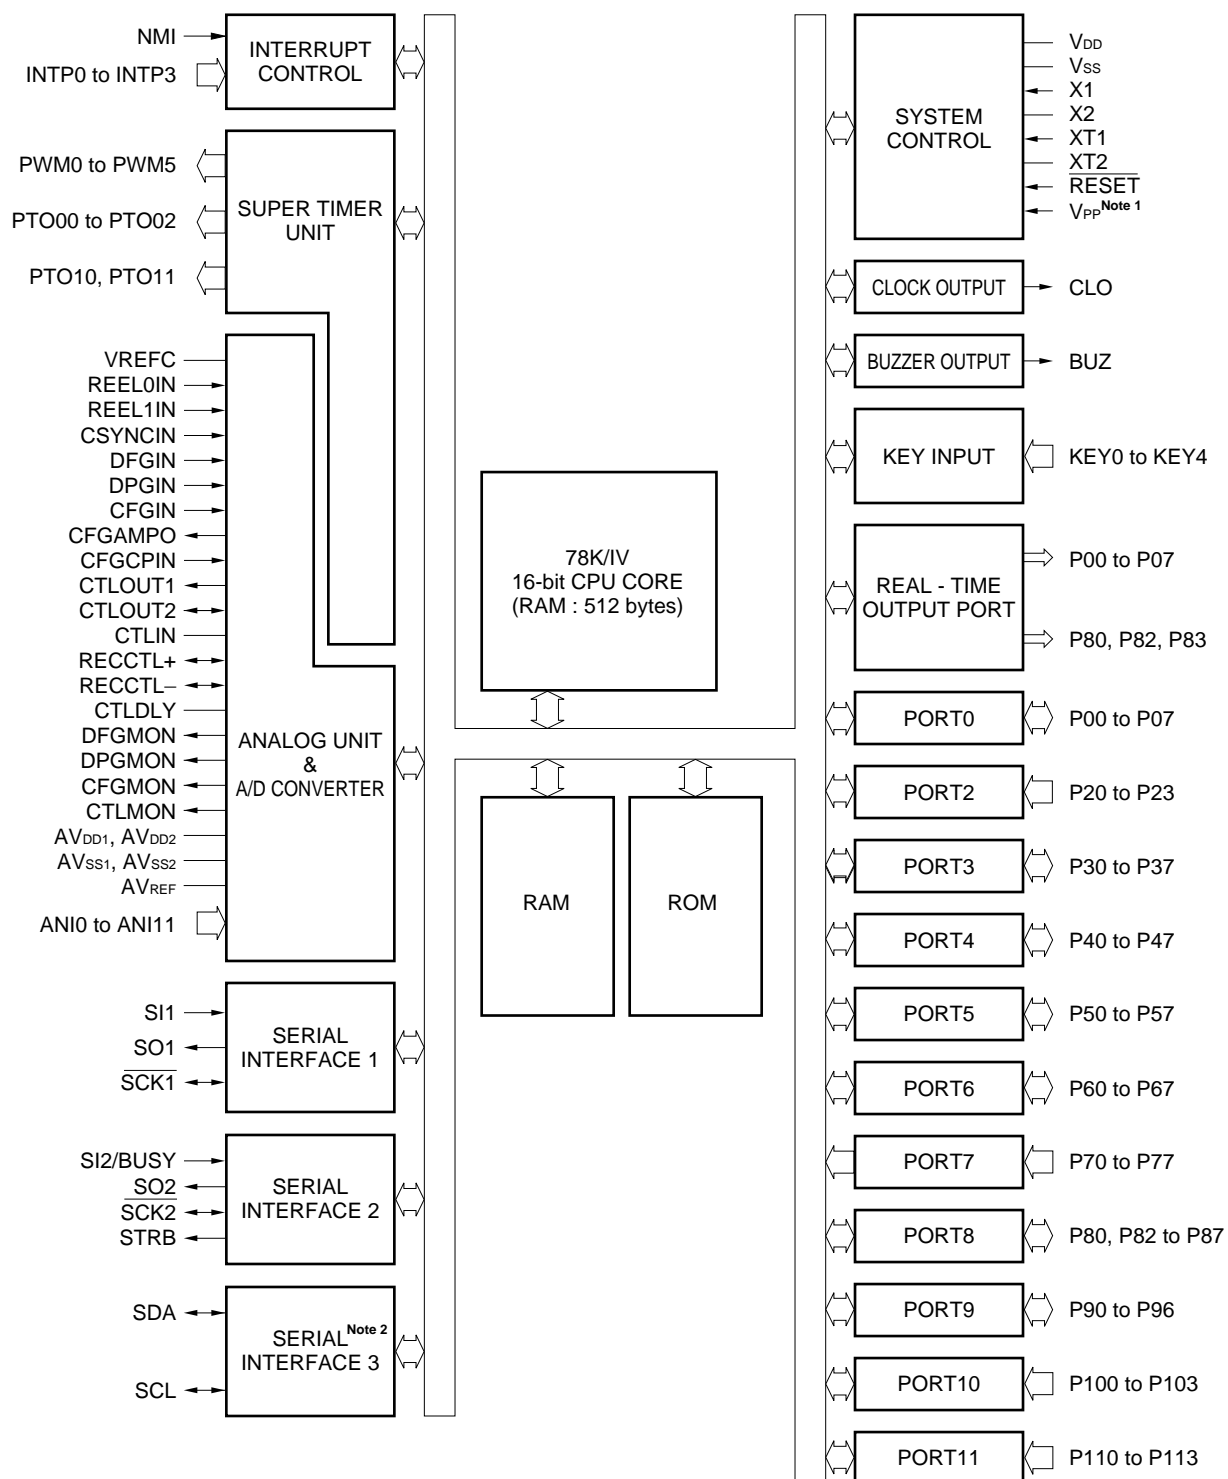 NMI
INTP0 to INTP3
INTERRUPT
CONTROL
PWM0 to PWM5
PTO00 to PTO02
PTO10, PTO11
SUPER TIMER
UNIT
VREFC
REEL0IN
REEL1IN
CSYNCIN
DFGIN
DPGIN
CFGIN
CFGAMPO
CFGCPIN
CTLOUT1
CTLOUT2
CTLIN
RECCTL+
RECCTL–
CTLDLY
DFGMON
DPGMON
CFGMON
CTLMON
AVDD1, AVDD2
AVSS1, AVSS2
AVREF
ANI0 to ANI11
ANALOG UNIT
&
A/D CONVERTER
SI1
SO1
SCK1
SERIAL
INTERFACE 1
SI2/BUSY
SO2
SCK2
STRB
SERIAL
INTERFACE 2
SDA
SCL
SERIAL Note 2
INTERFACE 3
78K/IV
16-bit CPU CORE
(RAM : 512 bytes)
RAM
ROM
SYSTEM
CONTROL
VDD
VSS
X1
X2
XT1
XT2
RESET
VPP Note 1
CLOCK OUTPUT
CLO
BUZZER OUTPUT
BUZ
KEY INPUT
KEY0 to KEY4
REAL - TIME
OUTPUT PORT
P00 to P07
P80, P82, P83
PORT0
P00 to P07
PORT2
P20 to P23
PORT3
P30 to P37
PORT4
P40 to P47
PORT5
P50 to P57
PORT6
P60 to P67
PORT7
P70 to P77
PORT8
P80, P82 to P87
PORT9
P90 to P96
PORT10
P100 to P103
PORT11
P110 to P113